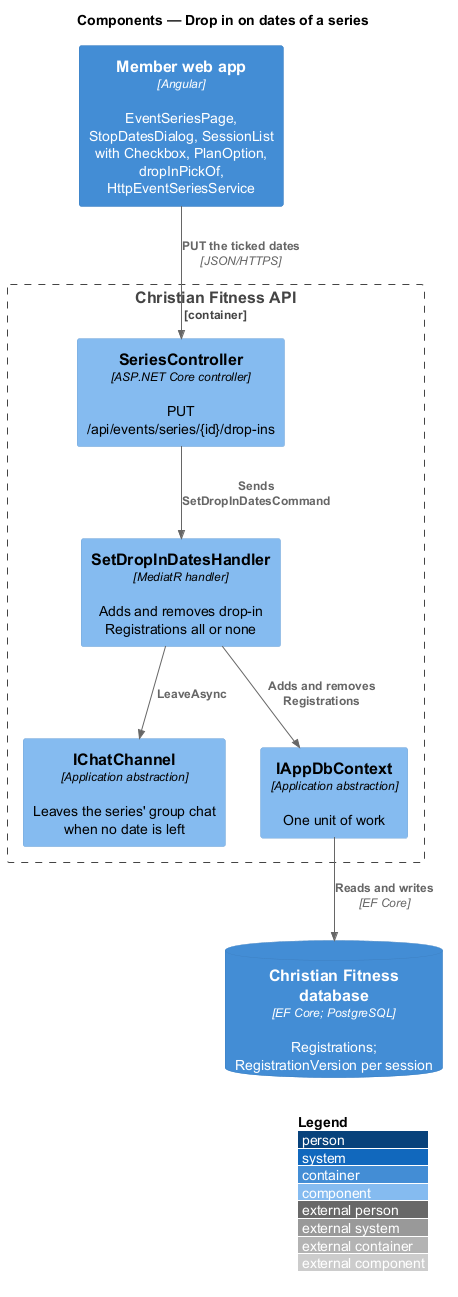 Components — Drop in on dates of a series
Member web app
[Angular]
EventSeriesPage,
StopDatesDialog, SessionList
with Checkbox, PlanOption,
dropInPickOf,
HttpEventSeriesService
PUT the ticked dates
[JSON/HTTPS]
Christian Fitness API
[container]
SeriesController
[ASP.NET Core controller]
PUT
/api/events/series/{id}/drop-ins
Sends
SetDropInDatesCommand
SetDropInDatesHandler
[MediatR handler]
Adds and removes drop-in
Registrations all or none
LeaveAsync
Adds and removes
Registrations
IChatChannel
[Application abstraction]
Leaves the series' group chat
when no date is left
IAppDbContext
[Application abstraction]
One unit of work
Reads and writes
[EF Core]
Christian Fitness
database
[EF Core; PostgreSQL]
Registrations;
RegistrationVersion per session
Legend
person
system
container
component
external person
external system
external container
external component